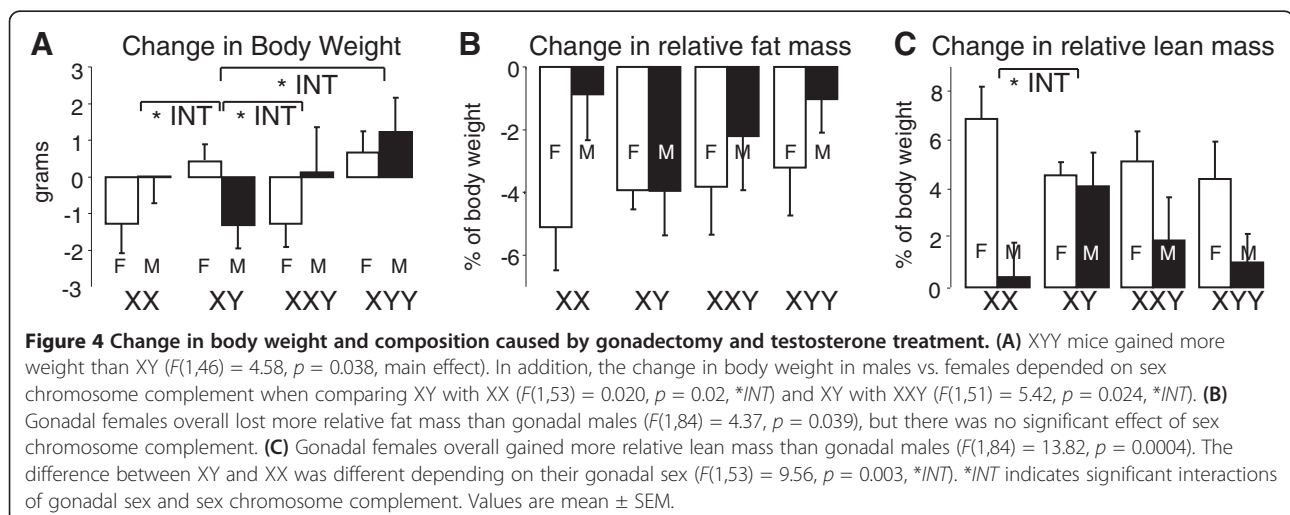 A Change in Body Weight
3
2
1
0
-1
-2
-3
grams
* INT
* INT * INT
F M F M F M F M
XX XY XXY XYY
B Change in relative fat mass
0
-2
-4
-6
% of body weight
F M F M F M F M
XX XY XXY XYY
C Change in relative lean mass
8
6
4
2
0
% of body weight
* INT
F M F M F M F M
XX XY XXY XYY
Figure 4 Change in body weight and composition caused by gonadectomy and testosterone treatment. (A) XYY mice gained more
weight than XY (F(1,46) = 4.58, p = 0.038, main effect). In addition, the change in body weight in males vs. females depended on sex
chromosome complement when comparing XY with XX (F(1,53) = 0.020, p = 0.02, *INT) and XY with XXY (F(1,51) = 5.42, p = 0.024, *INT). (B)
Gonadal females overall lost more relative fat mass than gonadal males (F(1,84) = 4.37, p = 0.039), but there was no significant effect of sex
chromosome complement. (C) Gonadal females overall gained more relative lean mass than gonadal males (F(1,84) = 13.82, p = 0.0004). The
difference between XY and XX was different depending on their gonadal sex (F(1,53) = 9.56, p = 0.003, *INT). *INT indicates significant interactions
of gonadal sex and sex chromosome complement. Values are mean ± SEM.